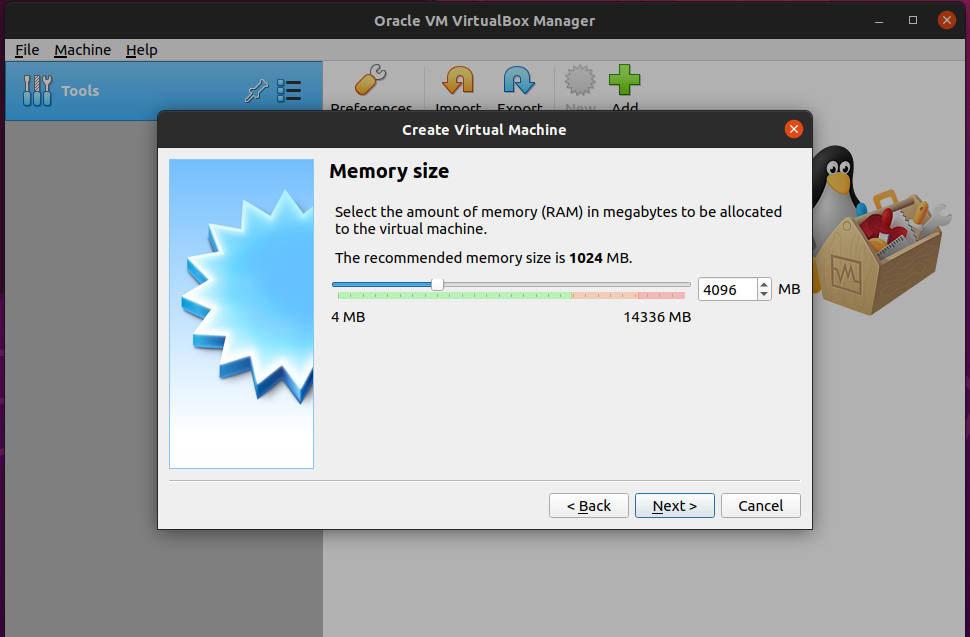 Oracle VM VirtualBox Manager
File Machine Help
Tools
Preferences Import Export New Add
Create Virtual Machine
Memory size
Select the amount of memory (RAM) in megabytes to be allocated
to the virtual machine.
The recommended memory size is 1024 MB.
4096 MB
4 MB 14336 MB
< Back Next > Cancel